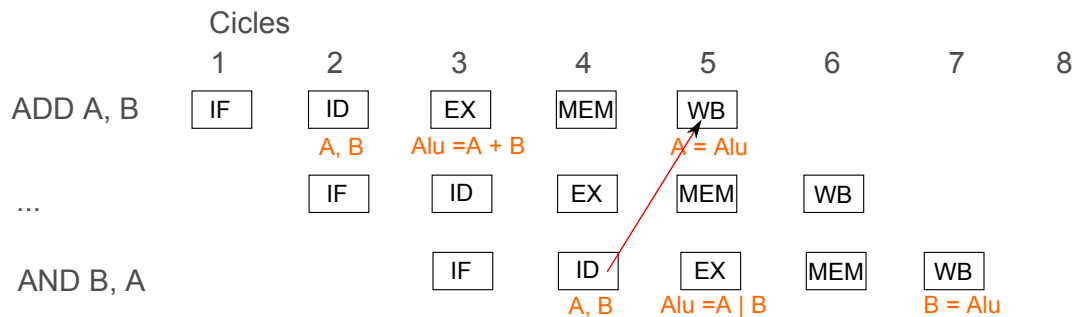 Cicles
1 2 3 4 5 6 7 8
ADD A, B IF ID EX MEM WB
A, B Alu =A + B A = Alu
... IF ID EX MEM WB
AND B, A IF ID EX MEM WB
A, B Alu =A | B B = Alu